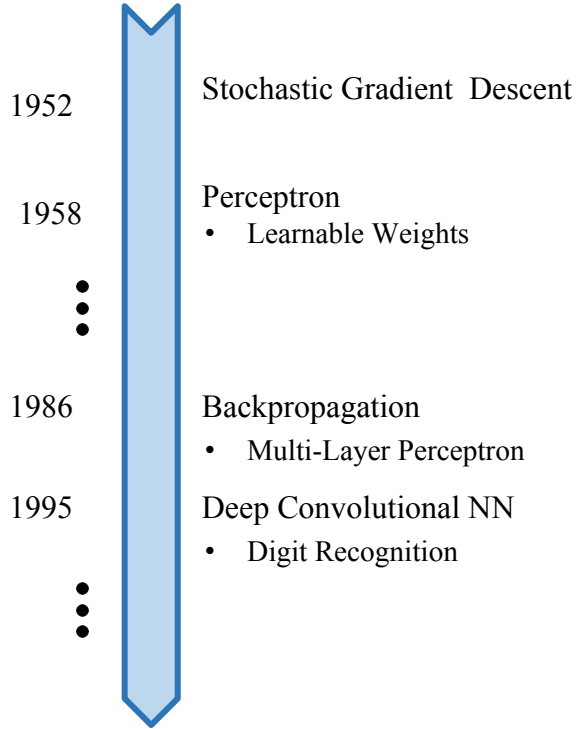 1952
Stochastic Gradient Descent
1958
Perceptron
• Learnable Weights
1986
Backpropagation
• Multi-Layer Perceptron
1995
Deep Convolutional NN
• Digit Recognition